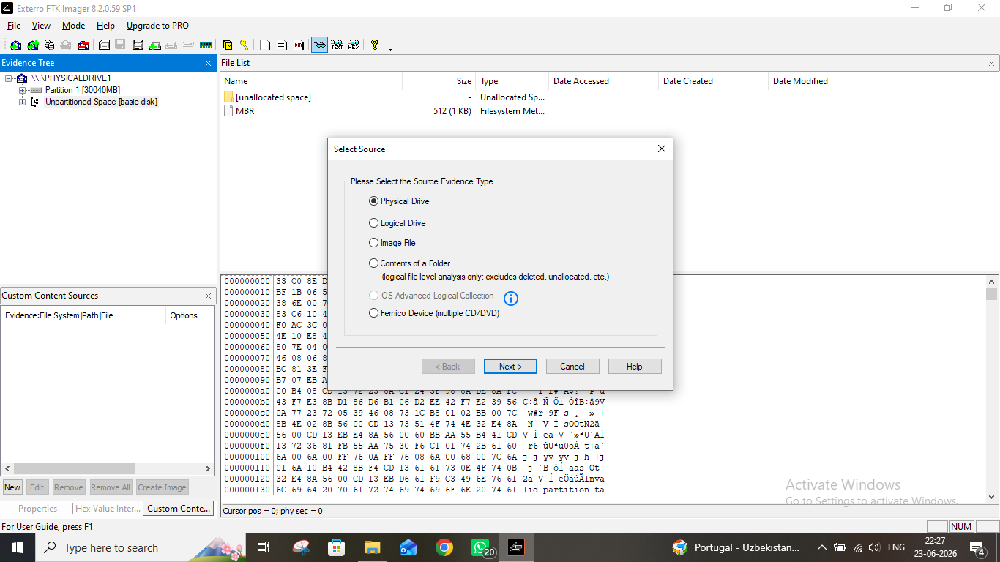 Exterro FTK Imager 8.2.0.59 SP1
File View Mode Help Upgrade to PRO
Evidence Tree
\\.\PHYSICALDRIVE1
Partition 1 [30040MB]
Unpartitioned Space [basic disk]
File List
Name Size Type Date Accessed Date Created Date Modified
[unallocated space] - Unallocated Sp...
MBR 512 (1 KB) Filesystem Met...
Select Source
Please Select the Source Evidence Type
Physical Drive
Logical Drive
Image File
Contents of a Folder
(logical file-level analysis only; excludes deleted, unallocated, etc.)
iOS Advanced Logical Collection
Fernico Device (multiple CD/DVD)
< Back Next > Cancel Help
Custom Content Sources
Evidence:File System|Path|File Options
New Edit Remove Remove All Create Image
Properties Hex Value Inter... Custom Conte...
000000000 33 C0 8E D
000000010 BF 1B 06 5
000000020 38 6E 00 7
000000030 83 C6 10 4
000000040 F0 AC 3C 0
000000050 4E 10 E8 4
000000060 80 7E 04 0
000000070 46 08 06 8
000000080 BC 81 3E F
000000090 B7 07 EB A
0000000a0 00 B4 08 CD 13 72 23 8A-C1 24 3F 98 8A DE 8A FC
0000000b0 43 F7 E3 8B D1 86 D6 B1-06 D2 EE 42 F7 E2 39 56 C÷ã·Ñ·Ö±·ÒîB÷â9V
0000000c0 0A 77 23 72 05 39 46 08-73 1C B8 01 02 BB 00 7C ·w#r·9F·s·¸··»·|
0000000d0 8B 4E 02 8B 56 00 CD 13-73 51 4F 74 4E 32 E4 8A ·N··V·Í·sQOtN2ä·
0000000e0 56 00 CD 13 EB E4 8A 56-00 60 BB AA 55 B4 41 CD V·Í·ëä·V·`»ªU´AÍ
0000000f0 13 72 36 81 FB 55 AA 75-30 F6 C1 01 74 2B 61 60 ·r6·ûUªu0öÁ·t+a`
000000100 6A 00 6A 00 FF 76 0A FF-76 08 6A 00 68 00 7C 6A j·j·ÿv·ÿv·j·h·|j
000000110 01 6A 10 B4 42 8B F4 CD-13 61 61 73 0E 4F 74 0B ·j·´B·ôÍ·aas·Ot·
000000120 32 E4 8A 56 00 CD 13 EB-D6 61 F9 C3 49 6E 76 61 2ä·V·Í·ëÖaùÃInva
000000130 6C 69 64 20 70 61 72 74-69 74 69 6F 6E 20 74 61 lid partition ta
Cursor pos = 0; phy sec = 0
Activate Windows
Go to Settings to activate Windows.
For User Guide, press F1
NUM
Type here to search
20
Portugal - Uzbekistan...
ENG
22:27
23-06-2026
4